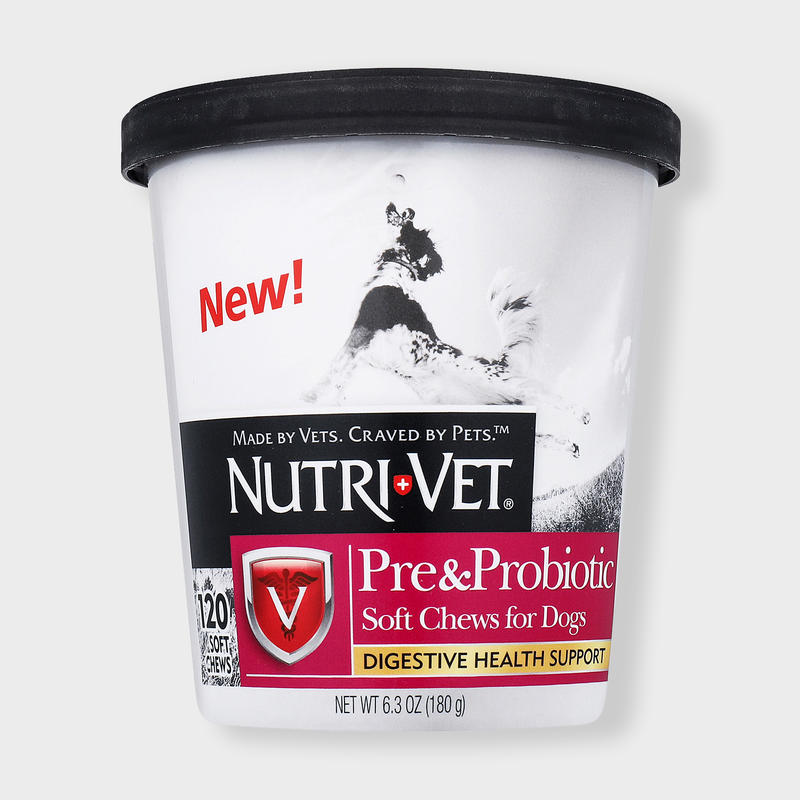 New!
MADE BY VETS. CRAVED BY PETS.™
NUTRI VET®
V
Pre&Probiotic
Soft Chews for Dogs
DIGESTIVE HEALTH SUPPORT
120
SOFT
CHEWS
NET WT 6.3 OZ (180 g)